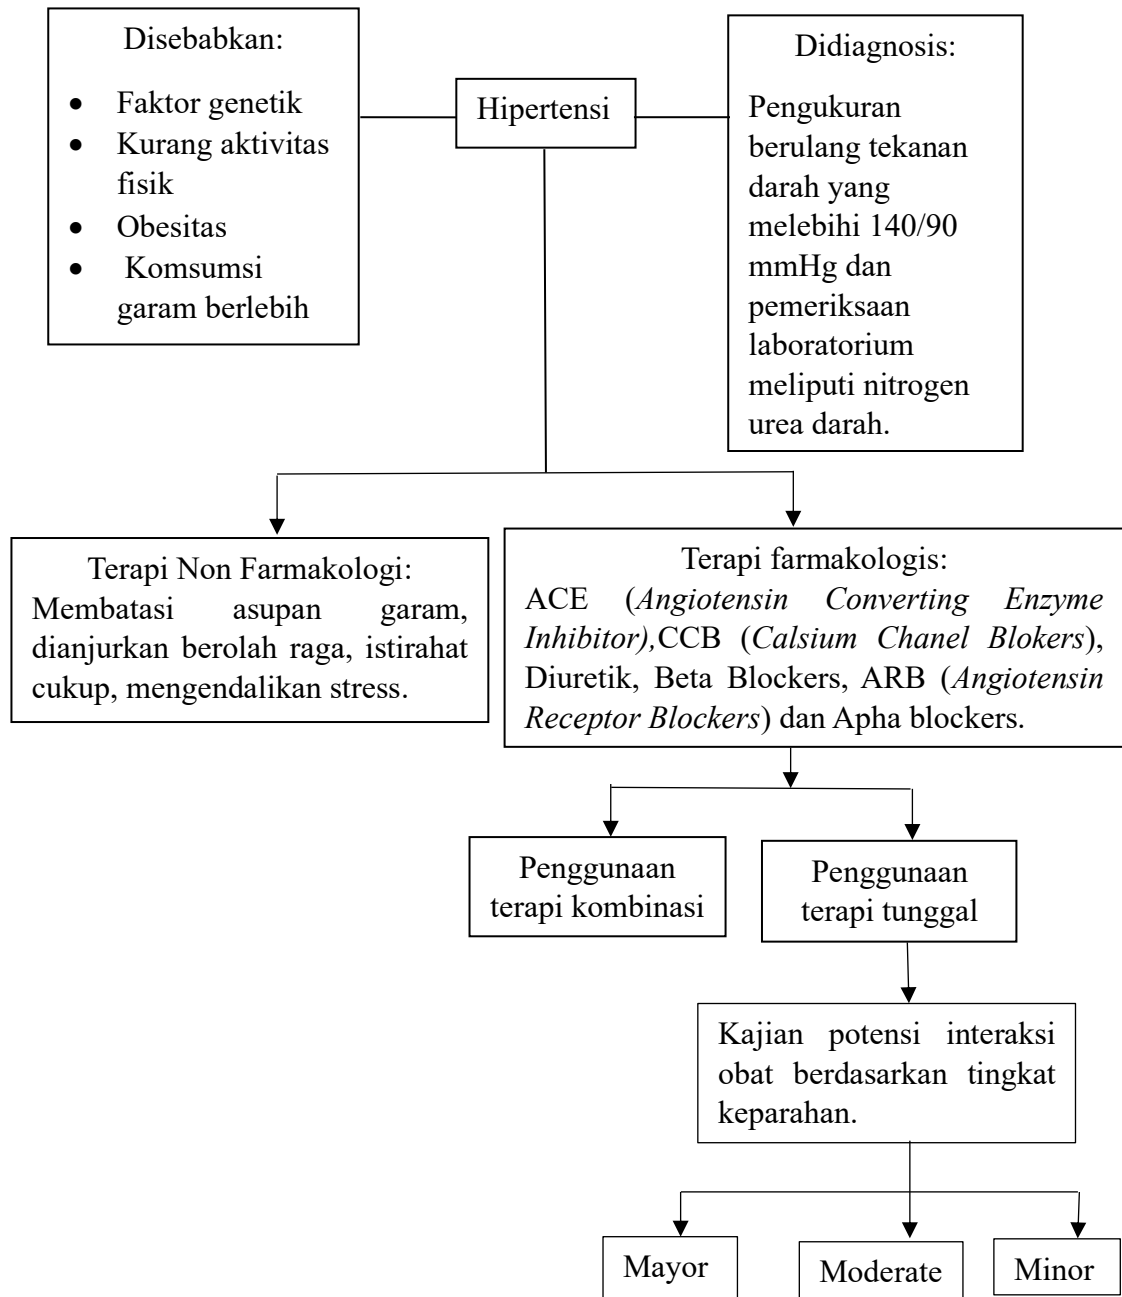 Disebabkan:
• Faktor genetik
• Kurang aktivitas
fisik
• Obesitas
• Komsumsi
garam berlebih
Hipertensi
Didiagnosis:
Pengukuran
berulang tekanan
darah yang
melebihi 140/90
mmHg dan
pemeriksaan
laboratorium
meliputi nitrogen
urea darah.
Terapi Non Farmakologi:
Membatasi asupan garam,
dianjurkan berolah raga, istirahat
cukup, mengendalikan stress.
Terapi farmakologis:
ACE (Angiotensin Converting Enzyme
Inhibitor),CCB (Calsium Chanel Blokers),
Diuretik, Beta Blockers, ARB (Angiotensin
Receptor Blockers) dan Apha blockers.
Penggunaan
terapi kombinasi
Penggunaan
terapi tunggal
Kajian potensi interaksi
obat berdasarkan tingkat
keparahan.
Mayor
Moderate
Minor